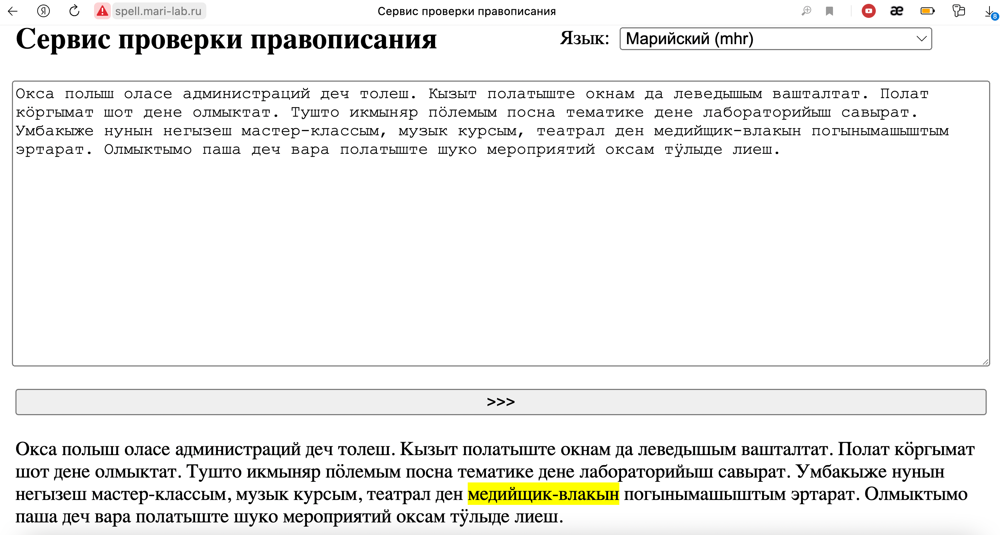 spell.mari-lab.ru Сервис проверки правописания 8
Сервис проверки правописания Язык: Марийский (mhr)
Окса полыш оласе администраций деч толеш. Кызыт полатыште окнам да леведышым вашталтат. Полат
кӧргымат шот дене олмыктат. Тушто икмыняр пӧлемым посна тематике дене лабораторийыш савырат.
Умбакыже нунын негызеш мастер-классым, музык курсым, театрал ден медийщик-влакын погынымашыштым
эртарат. Олмыктымо паша деч вара полатыште шуко мероприятий оксам тӱлыде лиеш.
>>>
Окса полыш оласе администраций деч толеш. Кызыт полатыште окнам да леведышым вашталтат. Полат кӧргымат
шот дене олмыктат. Тушто икмыняр пӧлемым посна тематике дене лабораторийыш савырат. Умбакыже нунын
негызеш мастер-классым, музык курсым, театрал ден медийщик-влакын погынымашыштым эртарат. Олмыктымо
паша деч вара полатыште шуко мероприятий оксам тӱлыде лиеш.